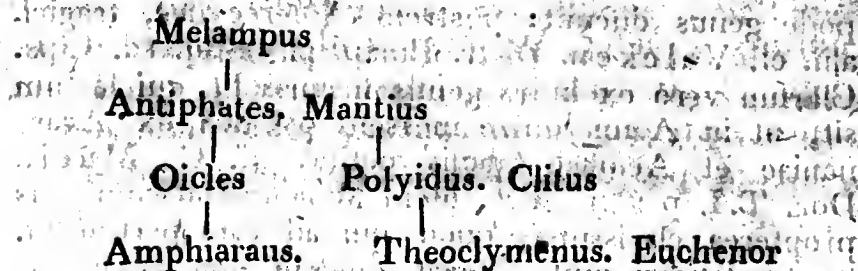 Melampus
Antiphates. Mantius
Oicles Polyidus. Clitus
Amphiaraus. Theoclymenus. Euchenor